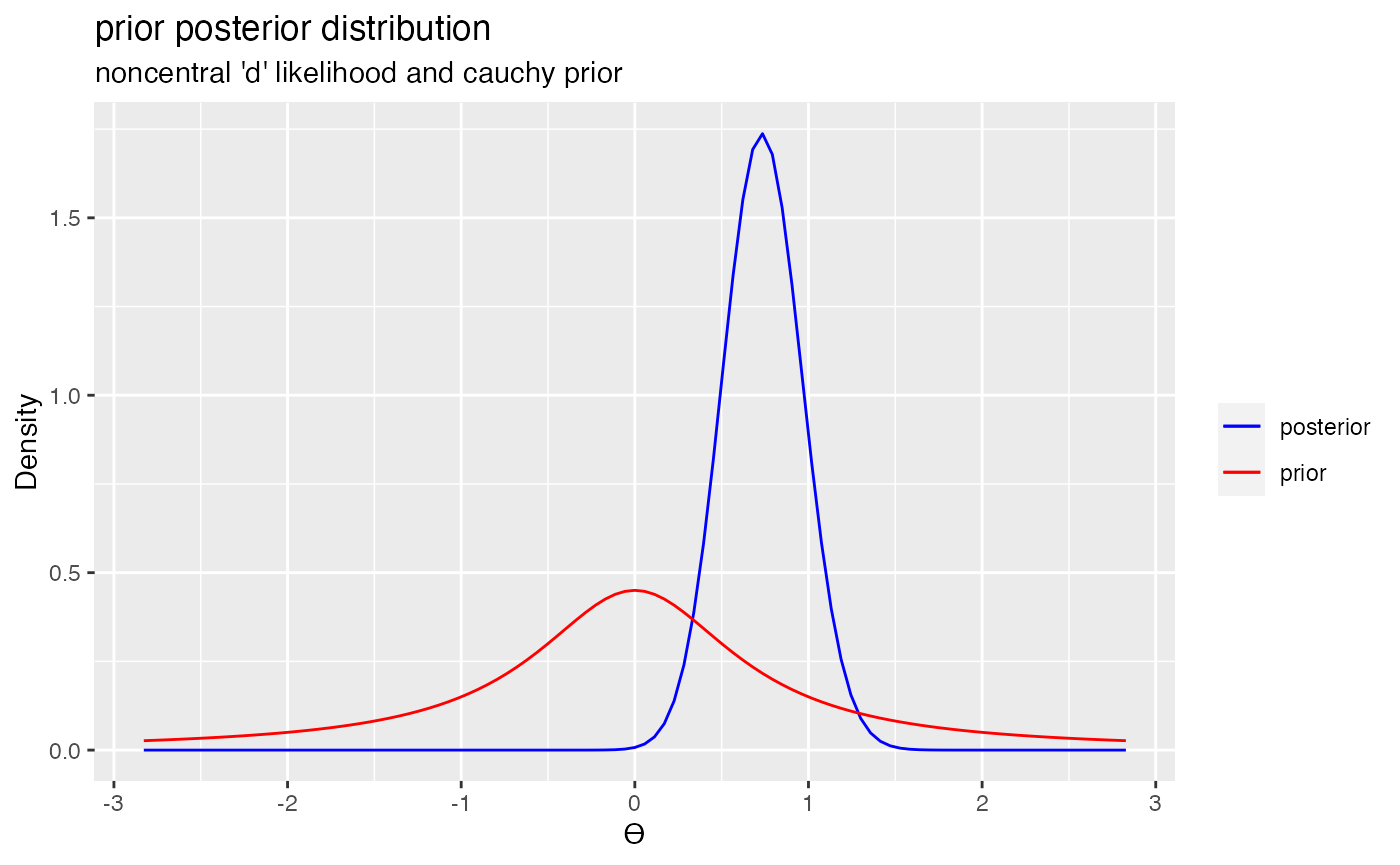 prior posterior distribution
noncentral 'd' likelihood and cauchy prior
Density
1.5
1.0
0.5
0.0
-3 -2 -1 0 1 2 3
Θ
posterior
prior